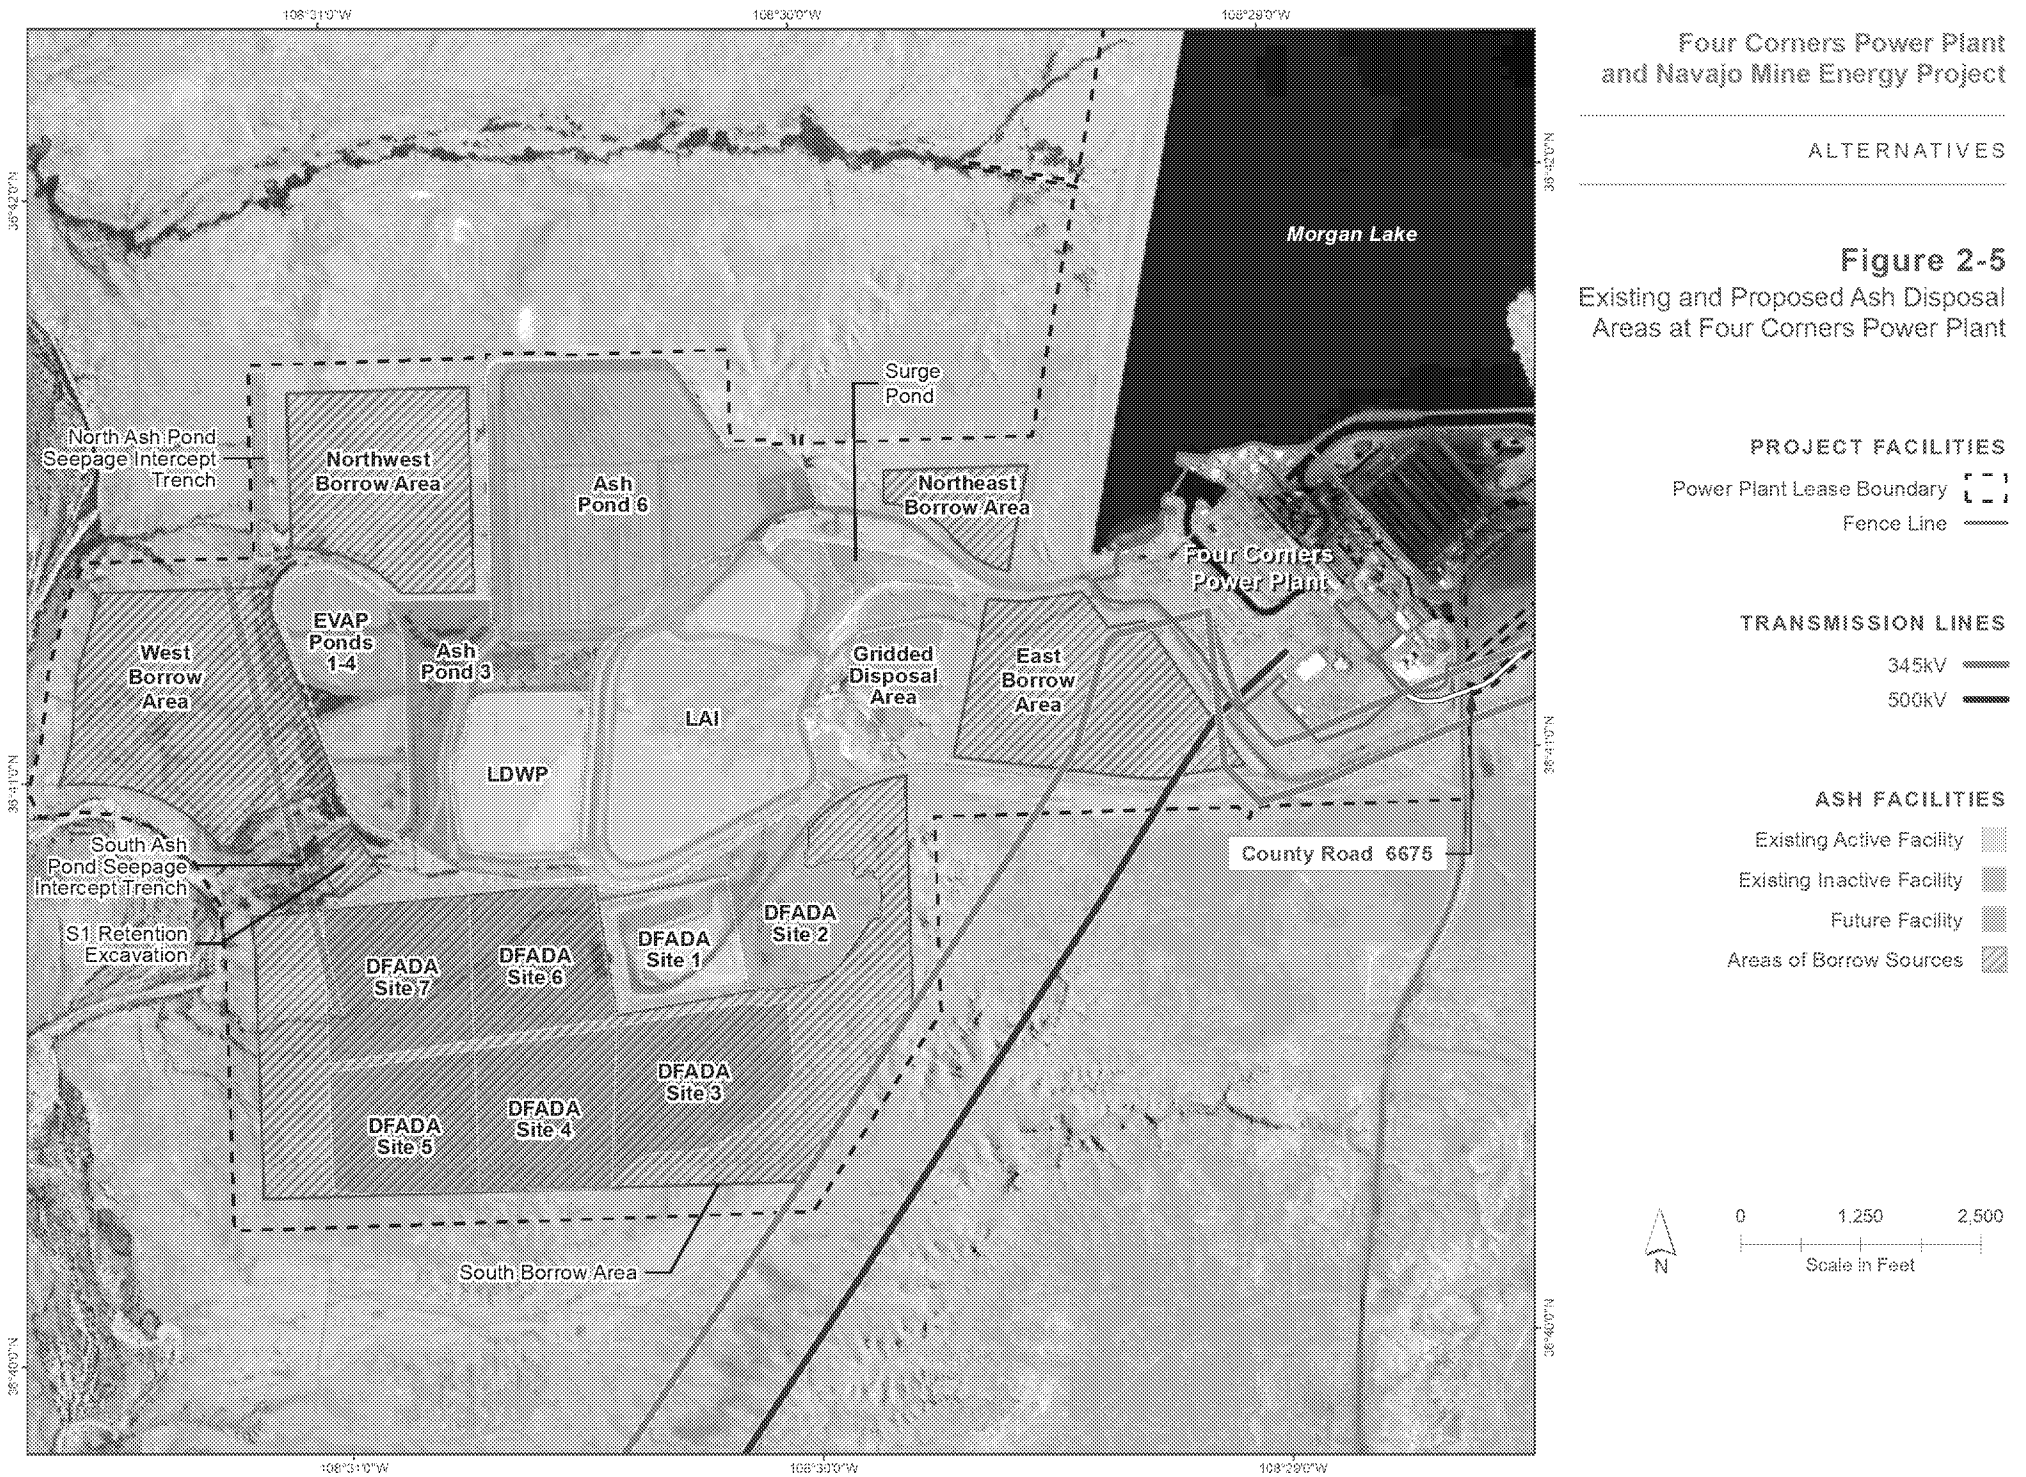 108°31'0"W
108°30'0"W
108°29'0"W
Four Corners Power Plant
and Navajo Mine Energy Project
ALTERNATIVES
36°42'0"N
36°42'0"N
Morgan Lake
Figure 2-5
Existing and Proposed Ash Disposal
Areas at Four Corners Power Plant
Surge
Pond
North Ash Pond
Seepage Intercept
Trench
Northwest
Borrow Area
Ash
Pond 6
Northeast
Borrow Area
PROJECT FACILITIES
Power Plant Lease Boundary
Fence Line
Four Corners
Power Plant
EVAP
Ponds
1-4
West
Borrow
Area
Ash
Pond 3
Gridded
Disposal
Area
East
Borrow
Area
TRANSMISSION LINES
345kV
500kV
LAI
LDWP
36°41'0"N
36°41'0"N
ASH FACILITIES
Existing Active Facility
Existing Inactive Facility
Future Facility
Areas of Borrow Sources
South Ash
Pond Seepage
Intercept Trench
County Road 6675
S1 Retention
Excavation
DFADA
Site 7
DFADA
Site 6
DFADA
Site 1
DFADA
Site 2
DFADA
Site 5
DFADA
Site 4
DFADA
Site 3
South Borrow Area
0 1,250 2,500
Scale in Feet
N
36°40'0"N
36°40'0"N
108°31'0"W
108°30'0"W
108°29'0"W